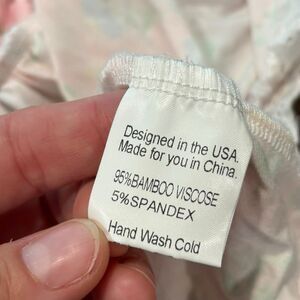 Designed in the USA.
Made for you in China.
95%BAMBOO VISCOSE
5%SPANDEX
Hand Wash Cold